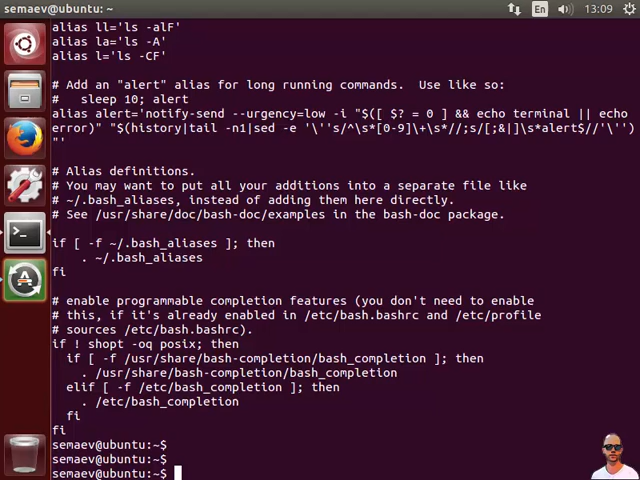 semaev@ubuntu: ~
En
13:09
alias ll='ls -alF'
alias la='ls -A'
alias l='ls -CF'
# Add an "alert" alias for long running commands.  Use like so:
#   sleep 10; alert
alias alert='notify-send --urgency=low -i "$([ $? = 0 ] && echo terminal || echo
error)" "$(history|tail -n1|sed -e '\''s/^\s*[0-9]\+\s*//;s/[;&|]\s*alert$//'\'')
"'
# Alias definitions.
# You may want to put all your additions into a separate file like
# ~/.bash_aliases, instead of adding them here directly.
# See /usr/share/doc/bash-doc/examples in the bash-doc package.
if [ -f ~/.bash_aliases ]; then
    . ~/.bash_aliases
fi
# enable programmable completion features (you don't need to enable
# this, if it's already enabled in /etc/bash.bashrc and /etc/profile
# sources /etc/bash.bashrc).
if ! shopt -oq posix; then
  if [ -f /usr/share/bash-completion/bash_completion ]; then
    . /usr/share/bash-completion/bash_completion
  elif [ -f /etc/bash_completion ]; then
    . /etc/bash_completion
  fi
fi
semaev@ubuntu:~$
semaev@ubuntu:~$
semaev@ubuntu:~$